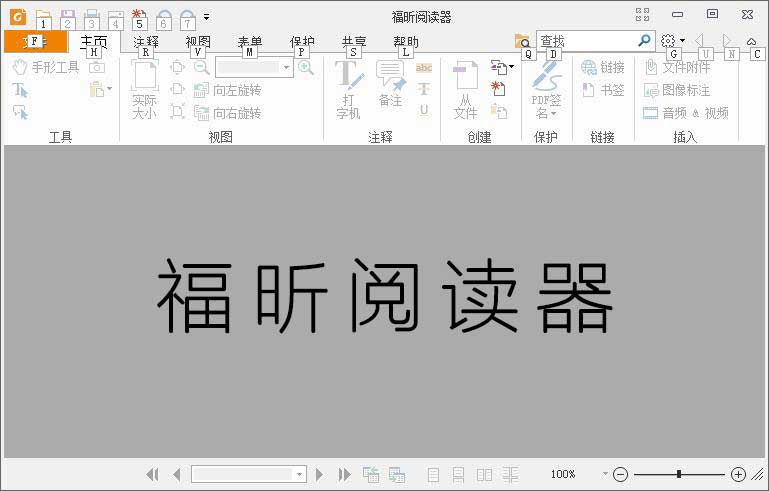 福昕阅读器
1 2 3 4 5 6 7
文件 主页 注释 视图 表单 保护 共享 帮助 查找
F H R V M P S L Q D G U N C
手形工具 实际大小 向左旋转 向右旋转 打字机 备注 abc T U 从文件 PDF签名 链接 书签 文件附件 图像标注 音频 & 视频
工具 视图 注释 创建 保护 链接 插入
福昕阅读器
100%